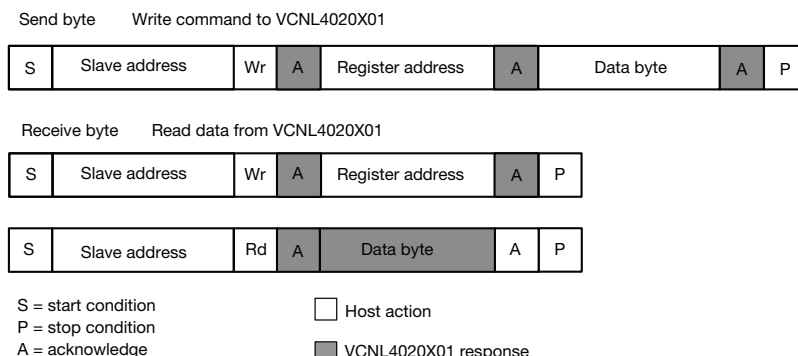 Send byte Write command to VCNL4020X01
S Slave address Wr A Register address A Data byte A P
Receive byte Read data from VCNL4020X01
S Slave address Wr A Register address A P
S Slave address Rd A Data byte A P
S = start condition
P = stop condition
A = acknowledge
Host action
VCNL4020X01 response